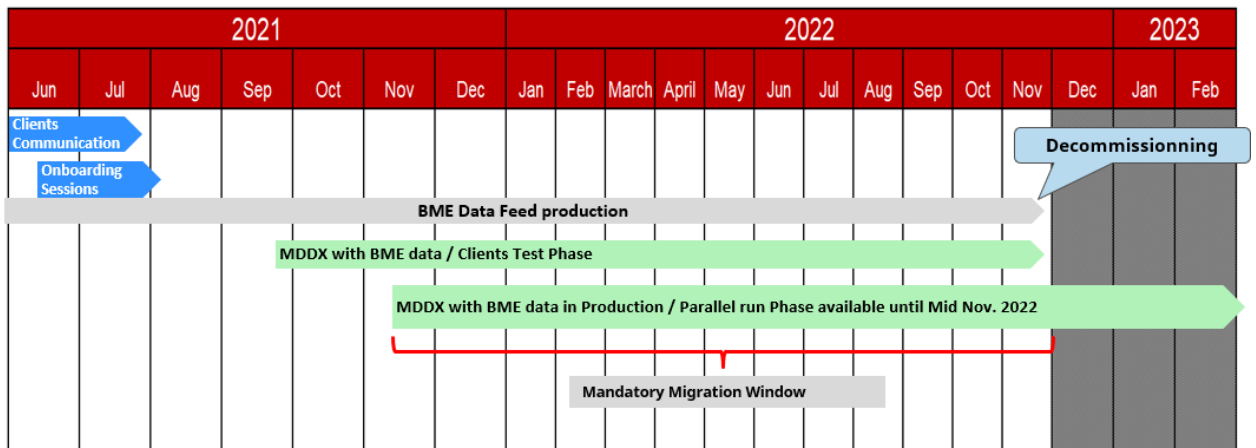 2021 2022 2023
Jun Jul Aug Sep Oct Nov Dec Jan Feb March April May Jun Jul Aug Sep Oct Nov Dec Jan Feb
Clients
Communication
Decommissionning
Onboarding
Sessions
BME Data Feed production
MDDX with BME data / Clients Test Phase
MDDX with BME data in Production / Parallel run Phase available until Mid Nov. 2022
Mandatory Migration Window